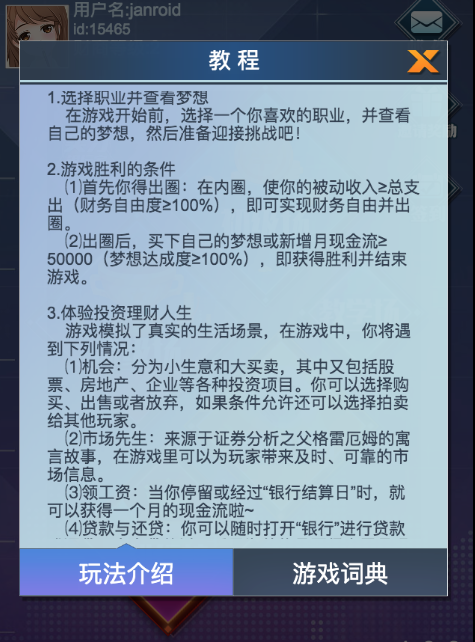 用户名:janroid
id:15465
教程
1.选择职业并查看梦想
在游戏开始前，选择一个你喜欢的职业，并查看
自己的梦想，然后准备迎接挑战吧！
2.游戏胜利的条件
(1)首先你得出圈：在内圈，使你的被动收入≥总支
出（财务自由度≥100%），即可实现财务自由并出
圈。
(2)出圈后，买下自己的梦想或新增月现金流≥
50000（梦想达成度≥100%），即获得胜利并结束
游戏。
3.体验投资理财人生
游戏模拟了真实的生活场景，在游戏中，你将遇
到下列情况：
(1)机会：分为小生意和大买卖，其中又包括股
票、房地产、企业等各种投资项目。你可以选择购
买、出售或者放弃，如果条件允许还可以选择拍卖
给其他玩家。
(2)市场先生：来源于证券分析之父格雷厄姆的寓
言故事，在游戏里可以为玩家带来及时、可靠的市
场信息。
(3)领工资：当你停留或经过“银行结算日”时，就
可以获得一个月的现金流啦~
(4)贷款与还贷：你可以随时打开“银行”进行贷款
玩法介绍
游戏词典